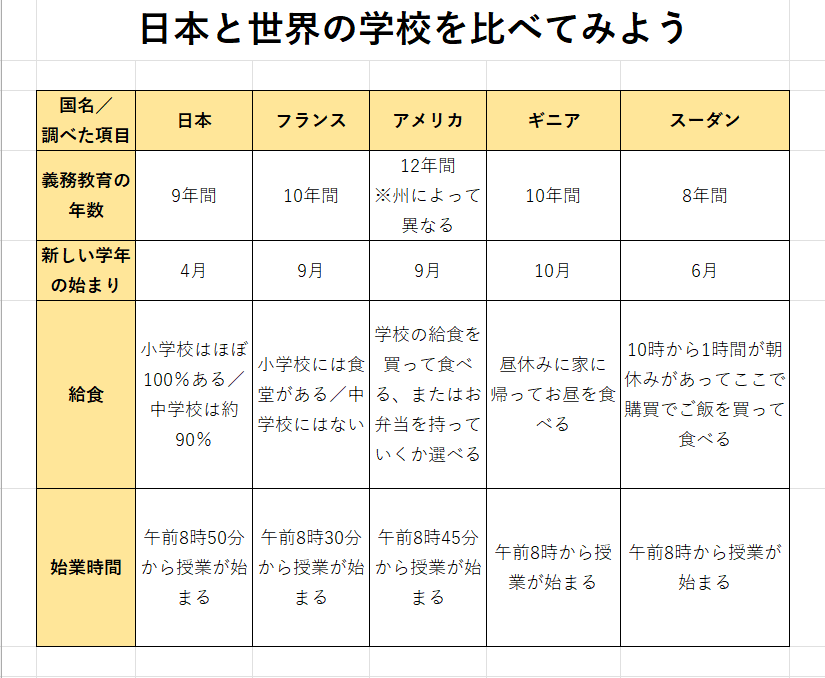 日本と世界の学校を比べてみよう
国名／
調べた項目
日本
フランス
アメリカ
ギニア
スーダン
義務教育の
年数
9年間
10年間
12年間
※州によって
異なる
10年間
8年間
新しい学年
の始まり
4月
9月
9月
10月
6月
給食
小学校はほぼ
100％ある／
中学校は約
90％
小学校には食
堂がある／中
学校にはない
学校の給食を
買って食べ
る、またはお
弁当を持って
いくか選べる
昼休みに家に
帰ってお昼を食
べる
10時から1時間が朝
休みがあってここで
購買でご飯を買って
食べる
始業時間
午前8時50分
から授業が始
まる
午前8時30分
から授業が始
まる
午前8時45分
から授業が始
まる
午前8時から授
業が始まる
午前8時から授業が
始まる